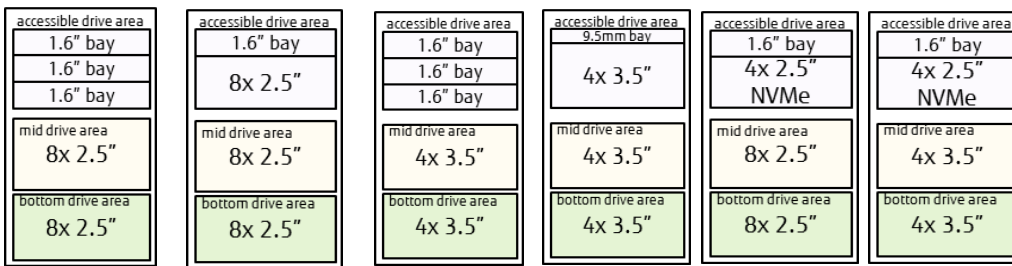 accessible drive area
1.6” bay
1.6” bay
1.6” bay
mid drive area
8x 2.5”
bottom drive area
8x 2.5”
accessible drive area
1.6” bay
8x 2.5”
mid drive area
8x 2.5”
bottom drive area
8x 2.5”
accessible drive area
1.6” bay
1.6” bay
1.6” bay
mid drive area
4x 3.5”
bottom drive area
4x 3.5”
accessible drive area
9.5mm bay
4x 3.5”
mid drive area
4x 3.5”
bottom drive area
4x 3.5”
accessible drive area
1.6” bay
4x 2.5”
NVMe
mid drive area
8x 2.5”
bottom drive area
8x 2.5”
accessible drive area
1.6” bay
4x 2.5”
NVMe
mid drive area
4x 3.5”
bottom drive area
4x 3.5”